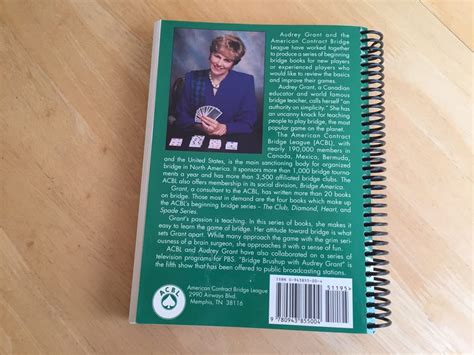 Audrey Grant and the
American Contract Bridge
League have worked together
to produce a series of beginning
bridge books for new players
or experienced players who
would like to review the basics
and improve their games.
Audrey Grant, a Canadian
educator and world famous
bridge teacher, calls herself "an
authority on simplicity." She has
an uncanny knack for teaching
people to play bridge, the most
popular game on the planet.
The American Contract
Bridge League (ACBL), with
nearly 190,000 members in
Canada, Mexico, Bermuda,
and the United States, is the main sanctioning body for organized
bridge in North America. It sponsors more than 1,000 bridge tourna-
ments a year and has more than 3,500 affiliated bridge clubs. The
ACBL also offers membership in its social division, Bridge America.
Grant, a consultant to the ACBL, has written more than 20 books
on bridge. Those most in demand are the four books which make up
the ACBL's beginning bridge series – The Club, Diamond, Heart, and
Spade Series.
Grant's passion is teaching. In this series of books, she makes it
easy to learn the game of bridge. Her attitude toward bridge is what
sets Grant apart. While many approach the game with the grim seri-
ousness of a brain surgeon, she approaches it with a sense of fun.
ACBL and Audrey Grant have also collaborated on a series of
television programs for PBS. "Bridge Brushup with Audrey Grant" is
the fifth show that has been offered to public broadcasting stations.
ACBL
American Contract Bridge League
2990 Airways Blvd.
Memphis, TN 38116
ISBN 0-943855-00-4
51195
9 780943 855004